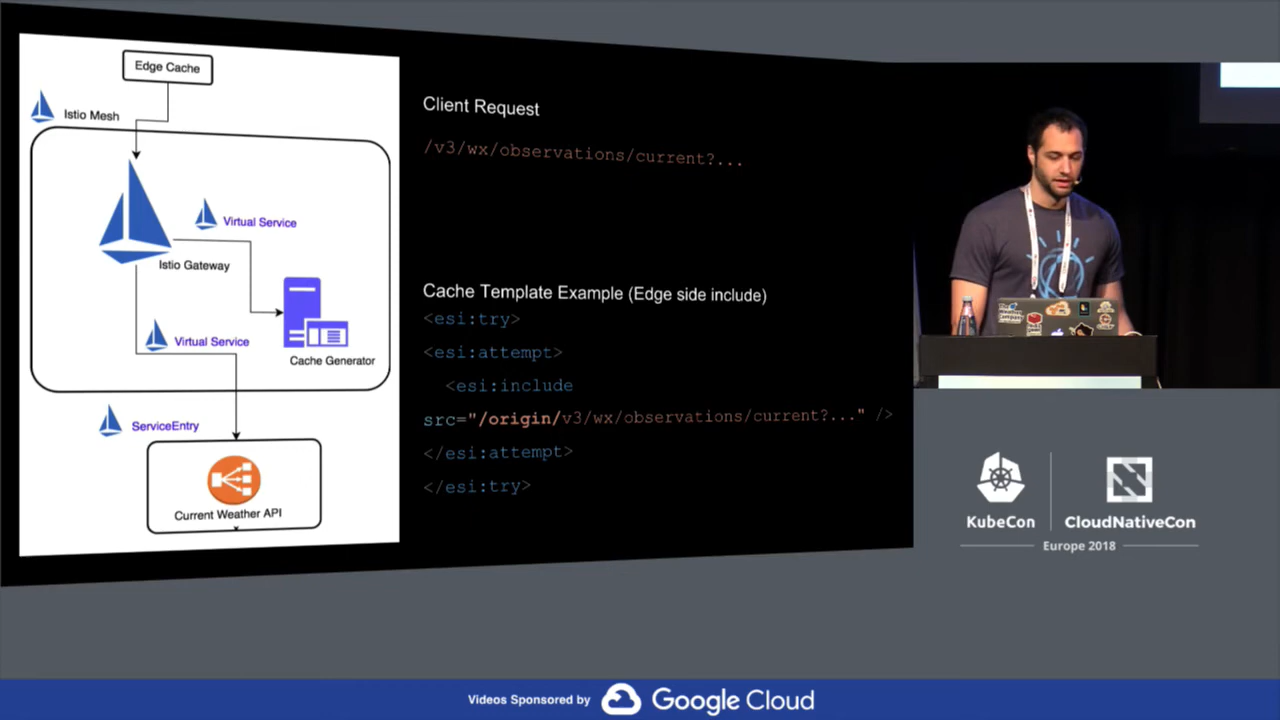 Edge Cache
Istio Mesh
Virtual Service
Istio Gateway
Virtual Service
Cache Generator
ServiceEntry
Current Weather API
Client Request
/v3/wx/observations/current?...
Cache Template Example (Edge side include)
<esi:try>
<esi:attempt>
<esi:include
src="/origin/v3/wx/observations/current?..." />
</esi:attempt>
</esi:try>
KubeCon
CloudNativeCon
Europe 2018
Videos Sponsored by
Google Cloud